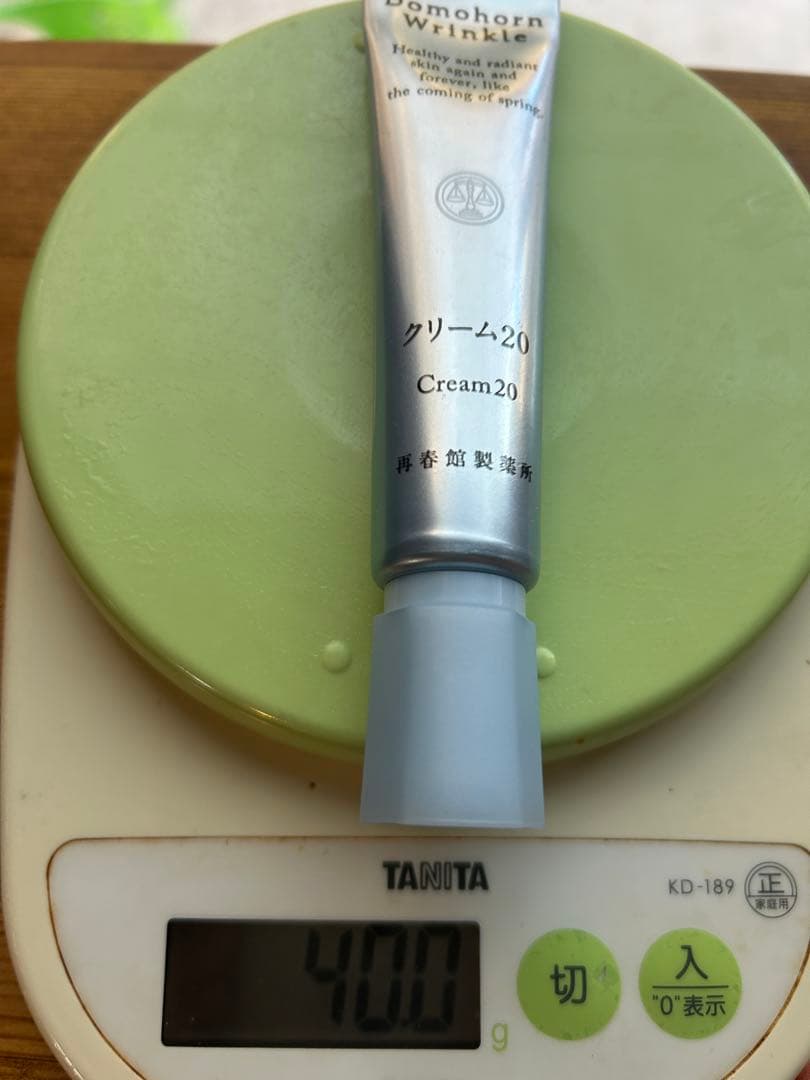 Domohorn
Wrinkle
Healthy and radiant
skin again and
forever, like
the coming of spring.
クリーム20
Cream20
再春館製薬所
TANITA
KD-189
正
家庭用
40.0
g
切
入
"0"表示